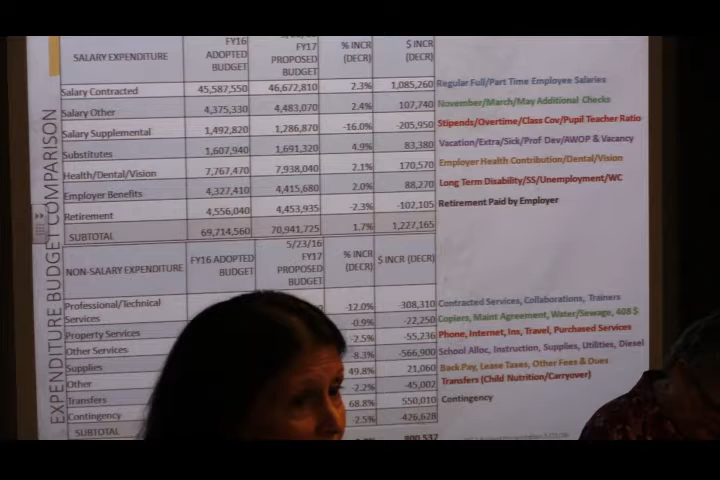 EXPENDITURE BUDGET COMPARISON
SALARY EXPENDITURE FY16 ADOPTED BUDGET FY17 PROPOSED BUDGET % INCR (DECR) $ INCR (DECR)
Salary Contracted 45,587,550 46,672,810 2.3% 1,085,260 Regular Full/Part Time Employee Salaries
Salary Other 4,375,330 4,483,070 2.4% 107,740 November/March/May Additional Checks
Salary Supplemental 1,492,820 1,286,870 -16.0% -205,950 Stipends/Overtime/Class Cov/Pupil Teacher Ratio
Substitutes 1,607,940 1,691,320 4.9% 83,380 Vacation/Extra/Sick/Prof Dev/AWOP & Vacancy
Health/Dental/Vision 7,767,470 7,938,040 2.1% 170,570 Employer Health Contribution/Dental/Vision
Employer Benefits 4,327,410 4,415,680 2.0% 88,270 Long Term Disability/SS/Unemployment/WC
Retirement 4,556,040 4,453,935 -2.3% -102,105 Retirement Paid by Employer
SUBTOTAL 69,714,560 70,941,725 1.7% 1,227,165
NON-SALARY EXPENDITURE FY16 ADOPTED BUDGET 5/23/16 FY17 PROPOSED BUDGET % INCR (DECR) $ INCR (DECR)
Professional/Technical Services -12.0% -308,310 Contracted Services, Collaborations, Trainers
Property Services -0.9% -22,250 Copiers, Maint Agreement, Water/Sewage, 408 $
Other Services -2.5% -55,236 Phone, Internet, Ins, Travel, Purchased Services
Supplies -8.3% -566,900 School Alloc, Instruction, Supplies, Utilities, Diesel
Other 49.8% 21,060 Back Pay, Lease Taxes, Other Fees & Dues
Transfers -2.2% -45,002 Transfers (Child Nutrition/Carryover)
Contingency 68.8% 550,010 Contingency
SUBTOTAL -2.5% -426,628
800,537